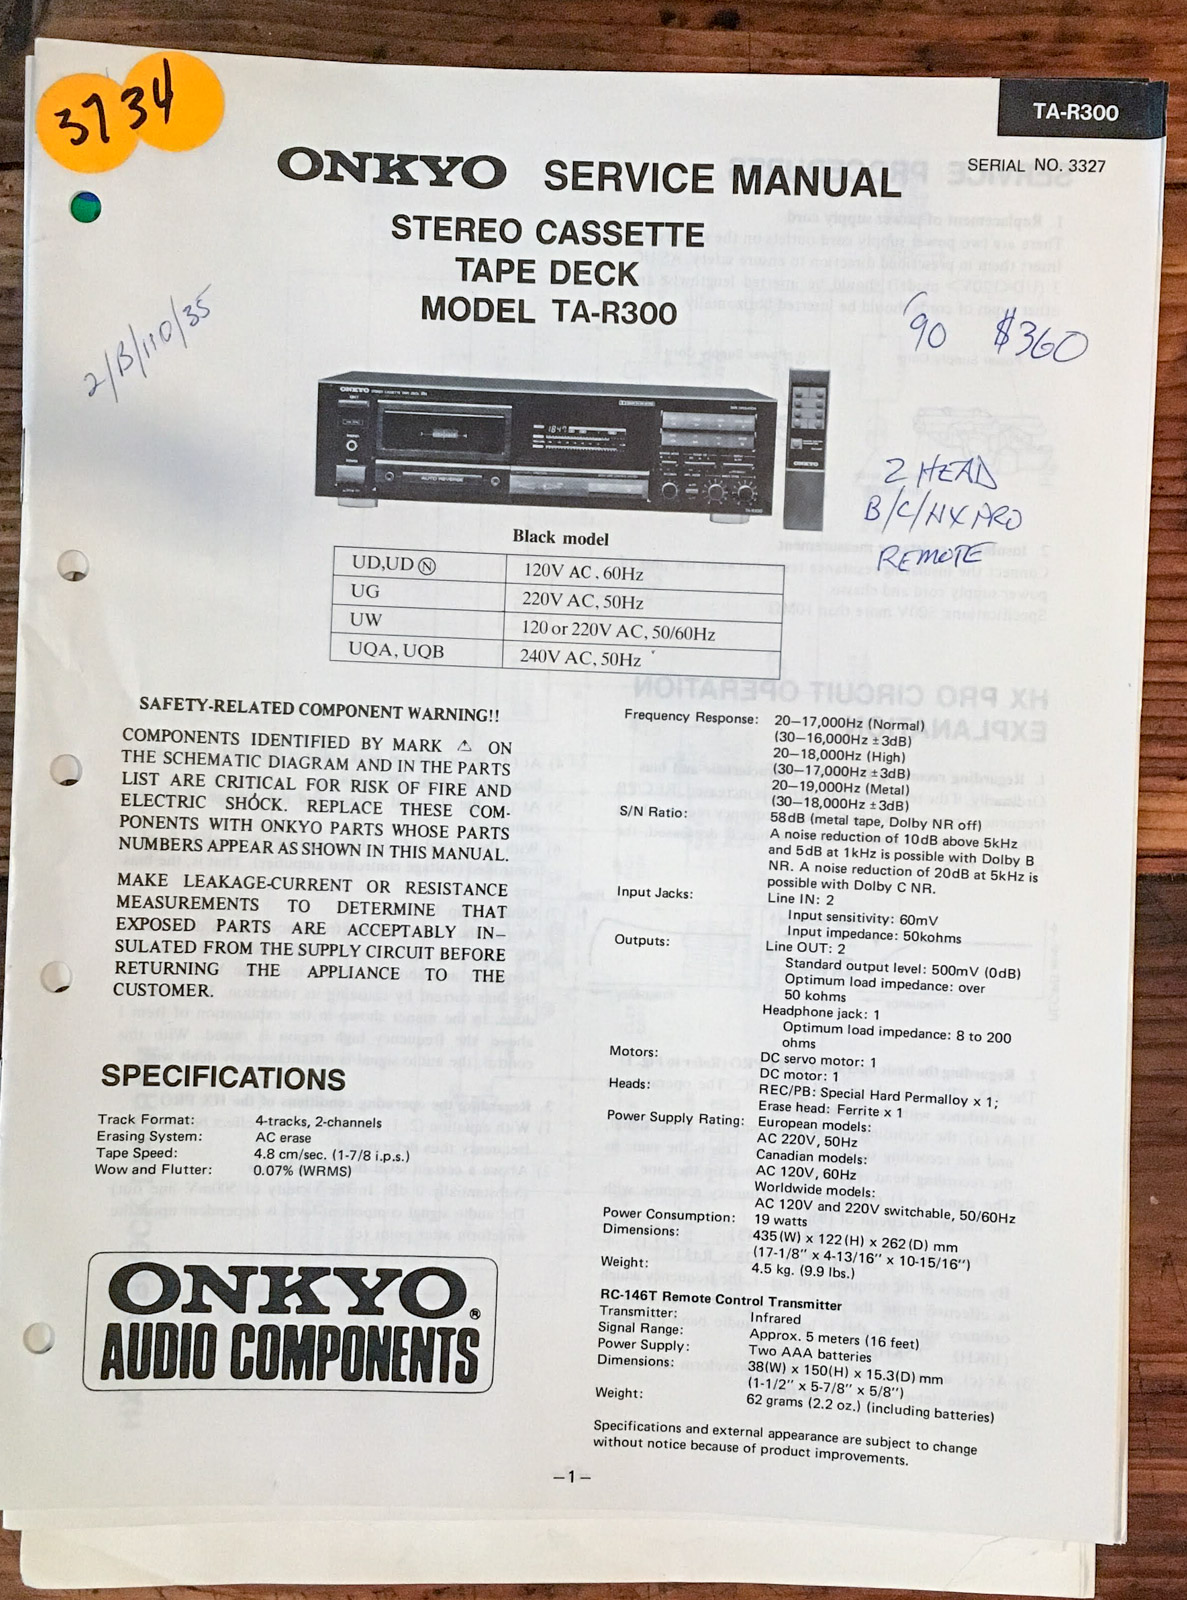 3734
TA-R300
ONKYO SERVICE MANUAL
SERIAL NO. 3327
STEREO CASSETTE
TAPE DECK
MODEL TA-R300
2/B/110/35
'90 $360
ONKYO
AUTO REVERSE
ONKYO
2 HEAD
B/C/HX PRO
REMOTE
Black model
UD,UD Ⓝ 120V AC, 60Hz
UG 220V AC, 50Hz
UW 120 or 220V AC, 50/60Hz
UQA, UQB 240V AC, 50Hz
SAFETY-RELATED COMPONENT WARNING!!
COMPONENTS IDENTIFIED BY MARK ⚠ ON
THE SCHEMATIC DIAGRAM AND IN THE PARTS
LIST ARE CRITICAL FOR RISK OF FIRE AND
ELECTRIC SHOCK. REPLACE THESE COM-
PONENTS WITH ONKYO PARTS WHOSE PARTS
NUMBERS APPEAR AS SHOWN IN THIS MANUAL.
MAKE LEAKAGE-CURRENT OR RESISTANCE
MEASUREMENTS TO DETERMINE THAT
EXPOSED PARTS ARE ACCEPTABLY IN-
SULATED FROM THE SUPPLY CIRCUIT BEFORE
RETURNING THE APPLIANCE TO THE
CUSTOMER.
SPECIFICATIONS
Track Format: 4-tracks, 2-channels
Erasing System: AC erase
Tape Speed: 4.8 cm/sec. (1-7/8 i.p.s.)
Wow and Flutter: 0.07% (WRMS)
ONKYO®
AUDIO COMPONENTS
Frequency Response: 20–17,000Hz (Normal)
(30–16,000Hz ±3dB)
20–18,000Hz (High)
(30–17,000Hz ±3dB)
20–19,000Hz (Metal)
(30–18,000Hz ±3dB)
S/N Ratio: 58dB (metal tape, Dolby NR off)
A noise reduction of 10dB above 5kHz
and 5dB at 1kHz is possible with Dolby B
NR. A noise reduction of 20dB at 5kHz is
possible with Dolby C NR.
Input Jacks: Line IN: 2
Input sensitivity: 60mV
Input impedance: 50kohms
Outputs: Line OUT: 2
Standard output level: 500mV (0dB)
Optimum load impedance: over
50 kohms
Headphone jack: 1
Optimum load impedance: 8 to 200
ohms
Motors: DC servo motor: 1
DC motor: 1
Heads: REC/PB: Special Hard Permalloy x 1;
Erase head: Ferrite x 1
Power Supply Rating: European models:
AC 220V, 50Hz
Canadian models:
AC 120V, 60Hz
Worldwide models:
AC 120V and 220V switchable, 50/60Hz
Power Consumption: 19 watts
Dimensions: 435(W) x 122(H) x 262(D) mm
(17-1/8" x 4-13/16" x 10-15/16")
Weight: 4.5 kg. (9.9 lbs.)
RC-146T Remote Control Transmitter
Transmitter: Infrared
Signal Range: Approx. 5 meters (16 feet)
Power Supply: Two AAA batteries
Dimensions: 38(W) x 150(H) x 15.3(D) mm
(1-1/2" x 5-7/8" x 5/8")
Weight: 62 grams (2.2 oz.) (including batteries)
Specifications and external appearance are subject to change
without notice because of product improvements.
–1–